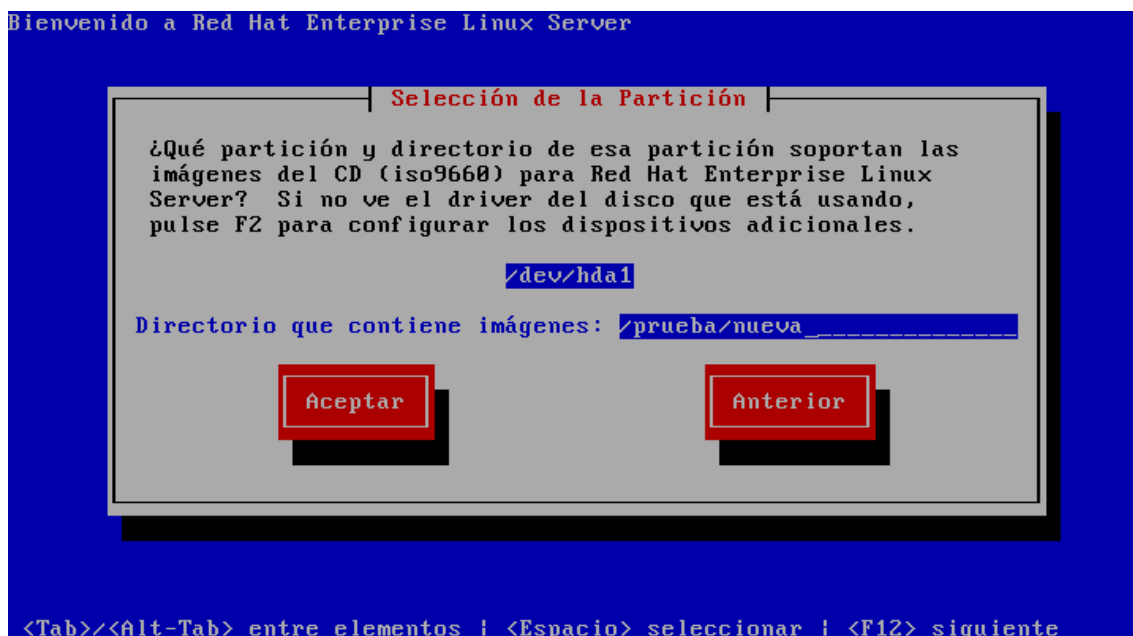 Bienvenido a Red Hat Enterprise Linux Server
Selección de la Partición
¿Qué partición y directorio de esa partición soportan las
imágenes del CD (iso9660) para Red Hat Enterprise Linux
Server? Si no ve el driver del disco que está usando,
pulse F2 para configurar los dispositivos adicionales.
/dev/hda1
Directorio que contiene imágenes: /prueba/nueva_______________
Aceptar Anterior
<Tab>/<Alt-Tab> entre elementos | <Espacio> seleccionar | <F12> siguiente